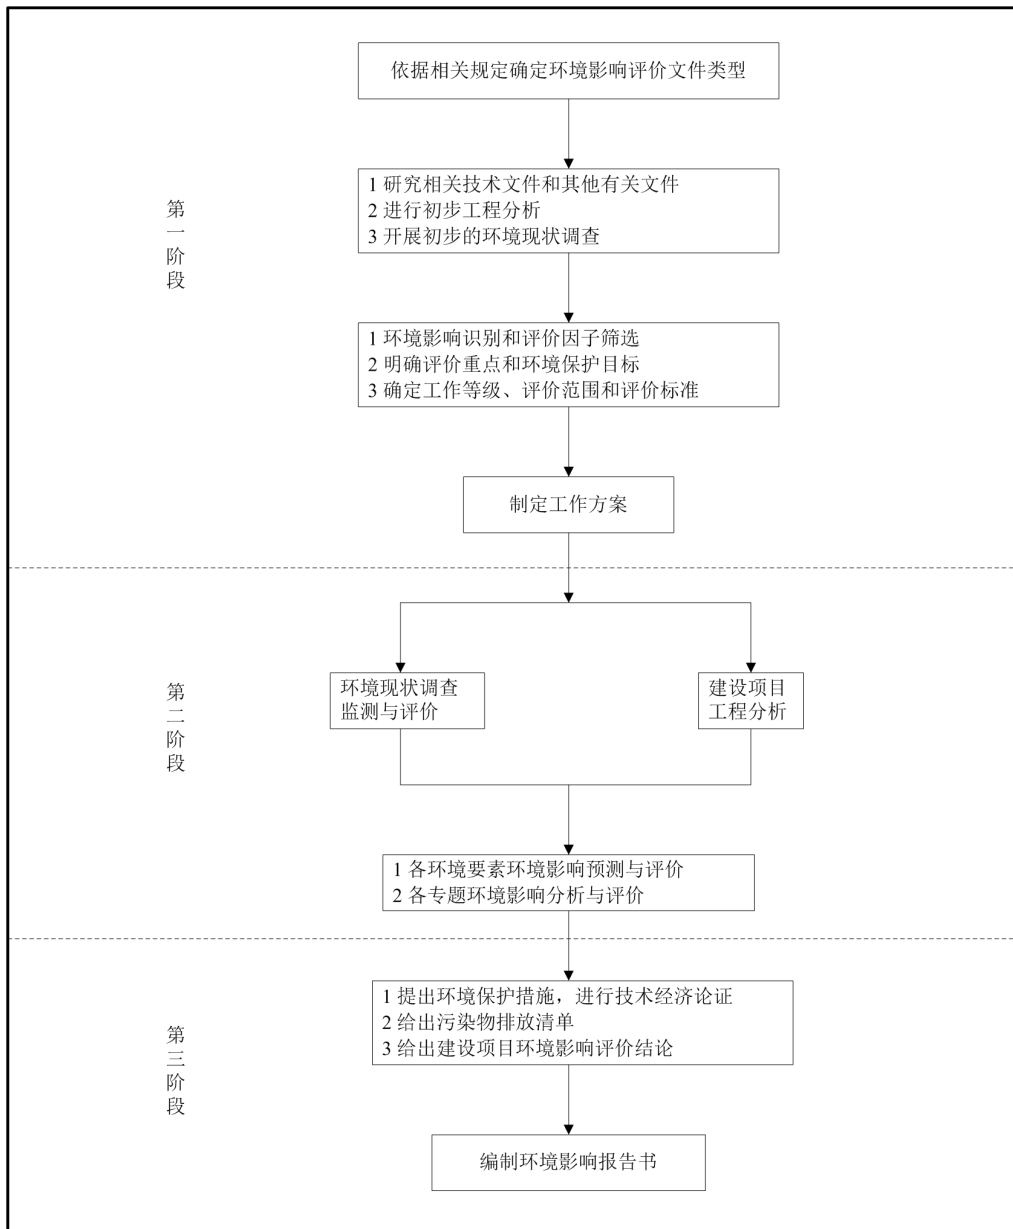 依据相关规定确定环境影响评价文件类型
第一阶段
1 研究相关技术文件和其他有关文件
2 进行初步工程分析
3 开展初步的环境现状调查
1 环境影响识别和评价因子筛选
2 明确评价重点和环境保护目标
3 确定工作等级、评价范围和评价标准
制定工作方案
第二阶段
环境现状调查
监测与评价
建设项目
工程分析
1 各环境要素环境影响预测与评价
2 各专题环境影响分析与评价
第三阶段
1 提出环境保护措施，进行技术经济论证
2 给出污染物排放清单
3 给出建设项目环境影响评价结论
编制环境影响报告书